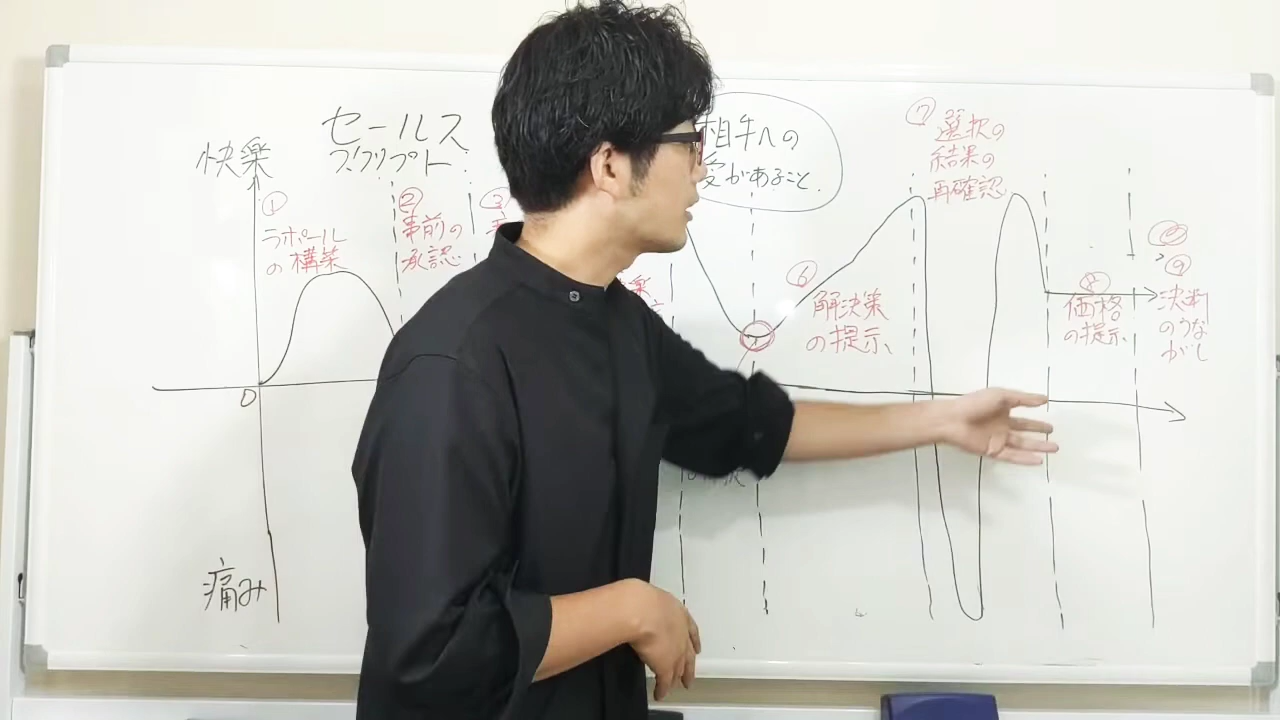 セールス
スクリプト
快楽
①
ラポール
の構築
②
事前の
承認
③
相手への
愛があること
⑥
解決策
の提示
⑦
選択の
結果の
再確認
⑧
価格
の提示
⑨
決断
のうな
がし
0
痛み